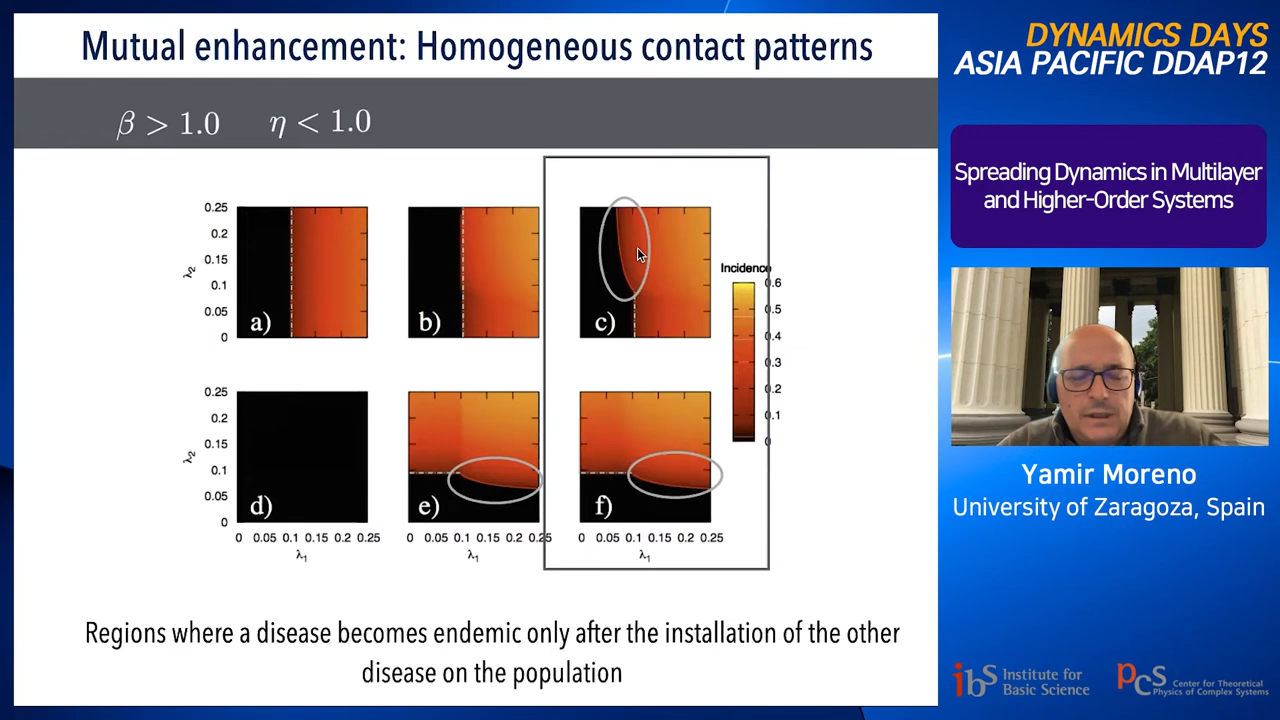 Mutual enhancement: Homogeneous contact patterns
β > 1.0 η < 1.0
0.25
0.2
0.15
0.1
0.05
0
λ2
a)
b)
c)
Incidence
0.6
0.5
0.4
0.3
0.2
0.1
0
0.25
0.2
0.15
0.1
0.05
0
λ2
d)
e)
f)
0 0.05 0.1 0.15 0.2 0.25
λ1
0 0.05 0.1 0.15 0.2 0.25
λ1
0 0.05 0.1 0.15 0.2 0.25
λ1
Regions where a disease becomes endemic only after the installation of the other
disease on the population
DYNAMICS DAYS
ASIA PACIFIC DDAP12
Spreading Dynamics in Multilayer
and Higher-Order Systems
Yamir Moreno
University of Zaragoza, Spain
ibs Institute for
Basic Science
pcs Center for Theoretical
Physics of Complex Systems